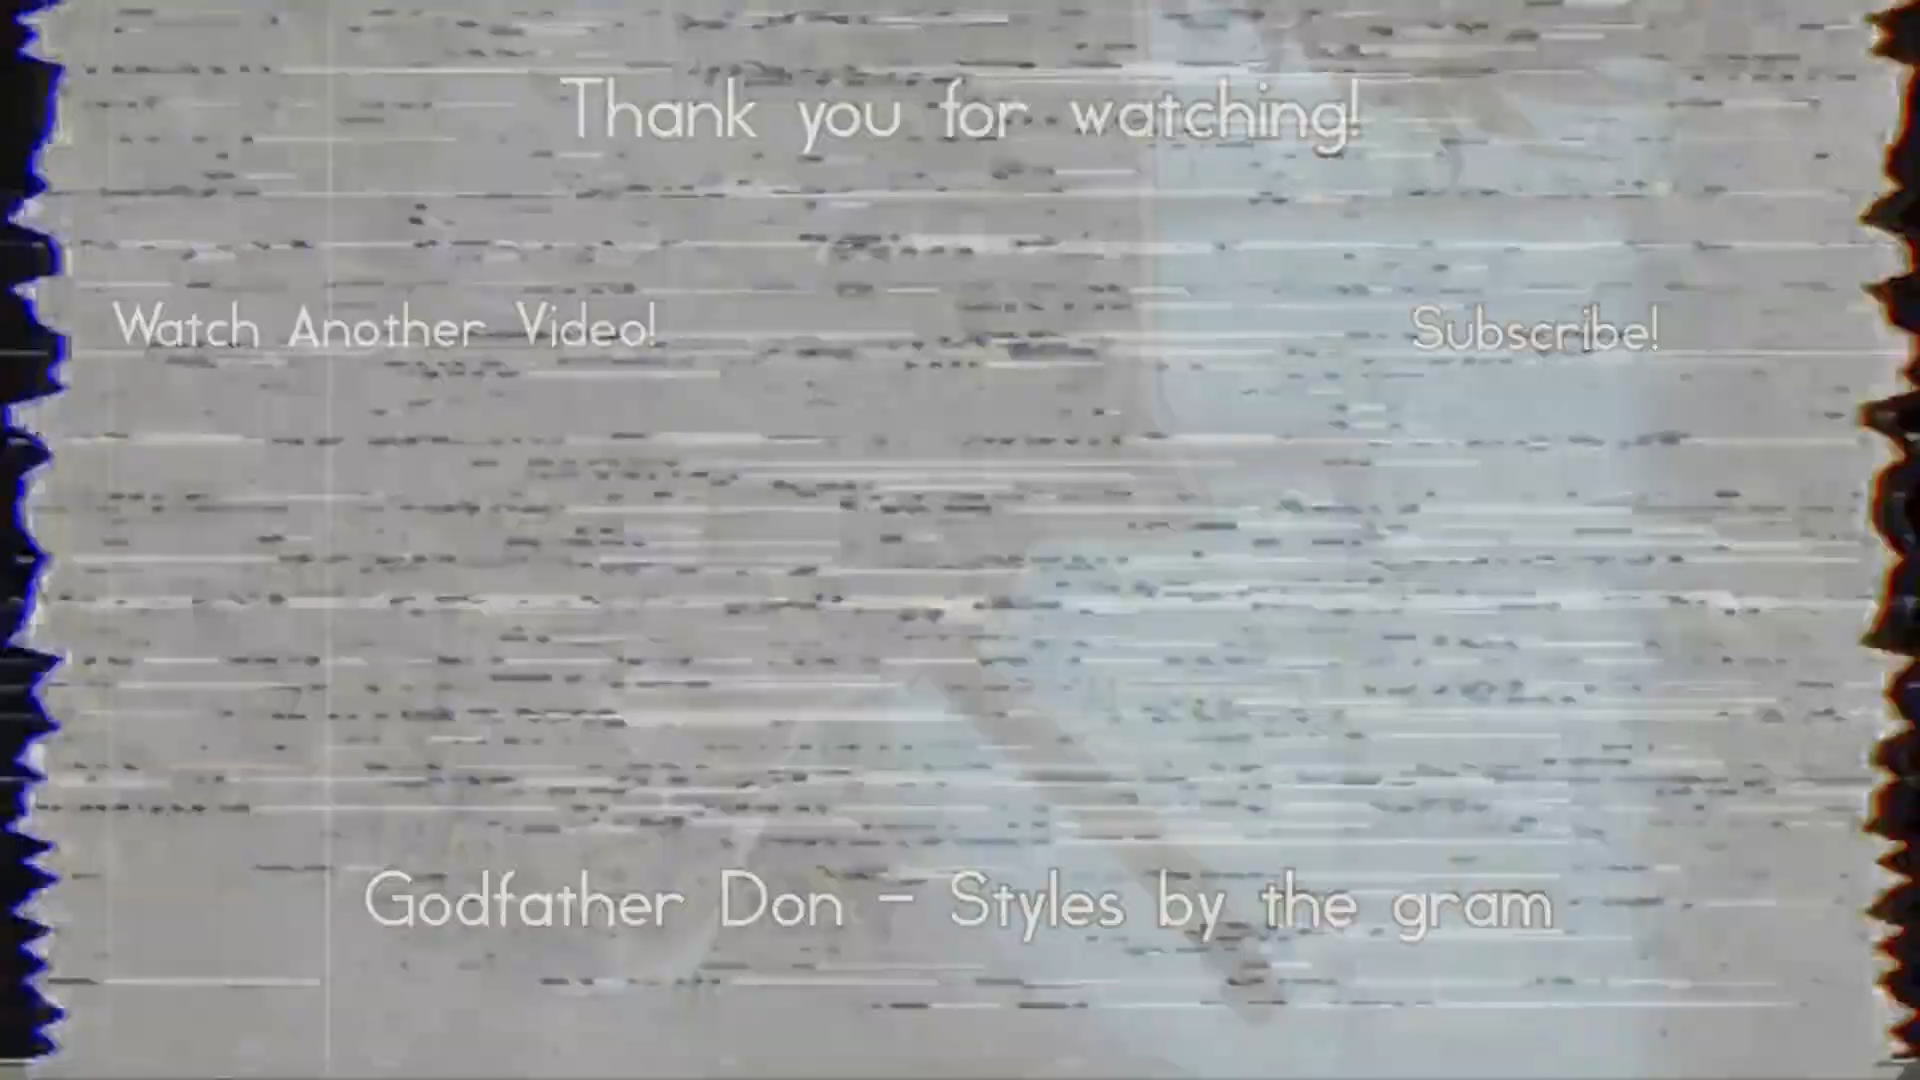 Thank you for watching!
Watch Another Video!
Subscribe!
Godfather Don - Styles by the gram